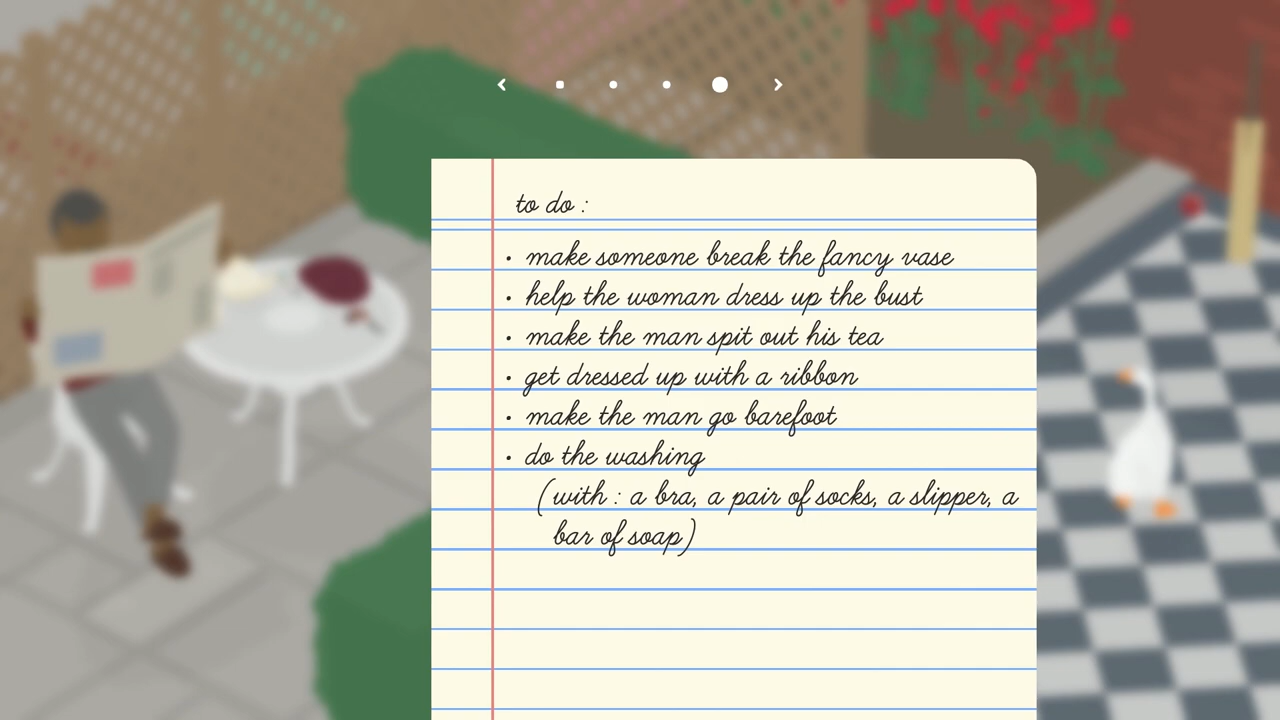 to do :
• make someone break the fancy vase
• help the woman dress up the bust
• make the man spit out his tea
• get dressed up with a ribbon
• make the man go barefoot
• do the washing
(with : a bra, a pair of socks, a slipper, a
bar of soap)